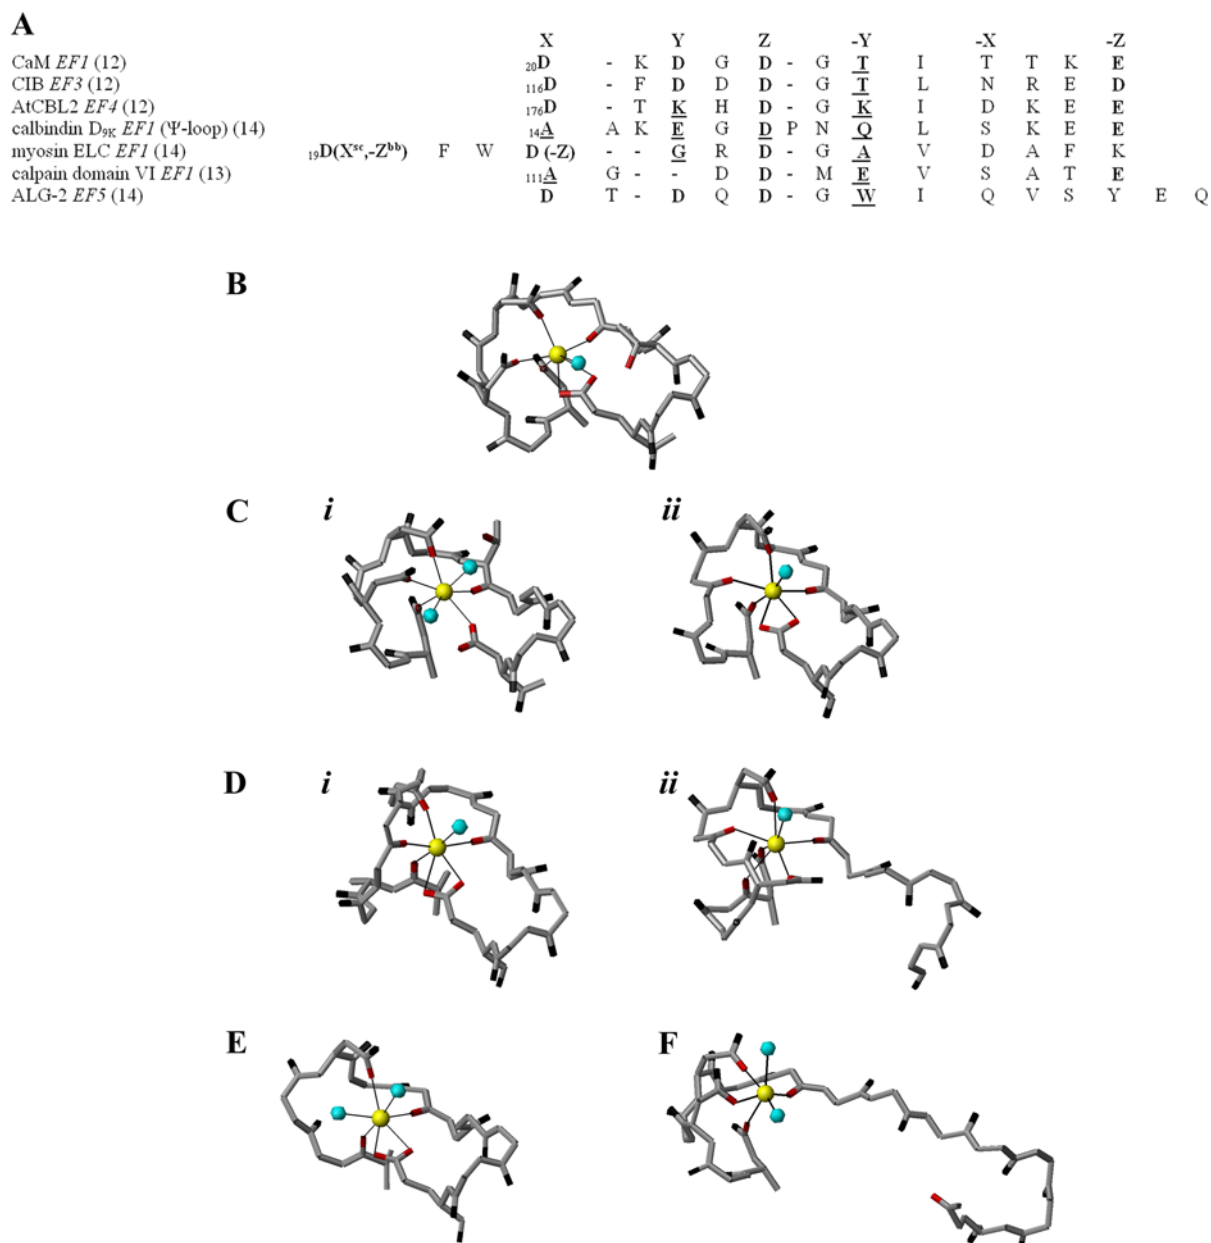 A
X Y Z -Y -X -Z
CaM EF1 (12) 20D - K D G D - G T I T T K E
CIB EF3 (12) 116D - F D D D - G T L N R E D
AtCBL2 EF4 (12) 176D - T K H D - G K I D K E E
calbindin D9K EF1 (Ψ-loop) (14) 14A A K E G D P N Q L S K E E
myosin ELC EF1 (14) 19D(Xsc,-Zbb) F W D (-Z) - G R D - G A V D A F K
calpain domain VI EF1 (13) 111A G - - D D - M E V S A T E
ALG-2 EF5 (14) D T - D Q D - G W I Q V S Y E Q
B
C i ii
D i ii
E F